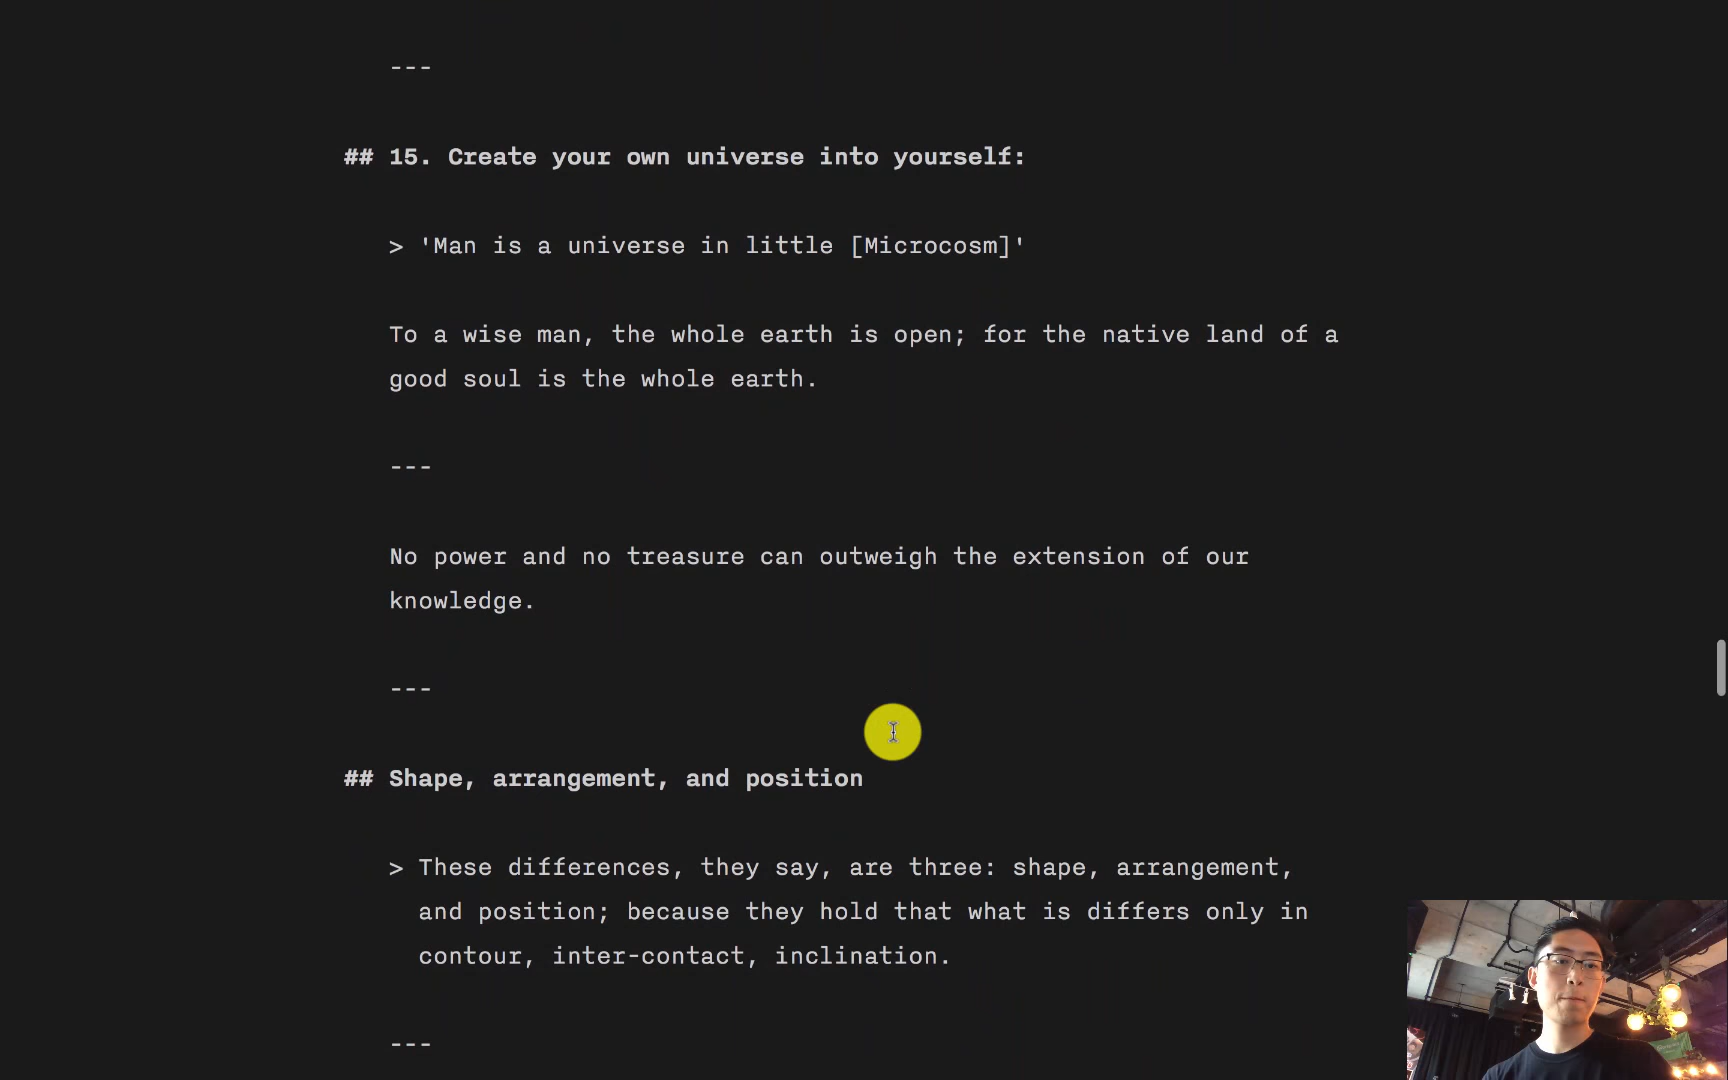 ---
## 15. Create your own universe into yourself:
> 'Man is a universe in little [Microcosm]'
To a wise man, the whole earth is open; for the native land of a
good soul is the whole earth.
---
No power and no treasure can outweigh the extension of our
knowledge.
---
## Shape, arrangement, and position
> These differences, they say, are three: shape, arrangement,
and position; because they hold that what is differs only in
contour, inter-contact, inclination.
---